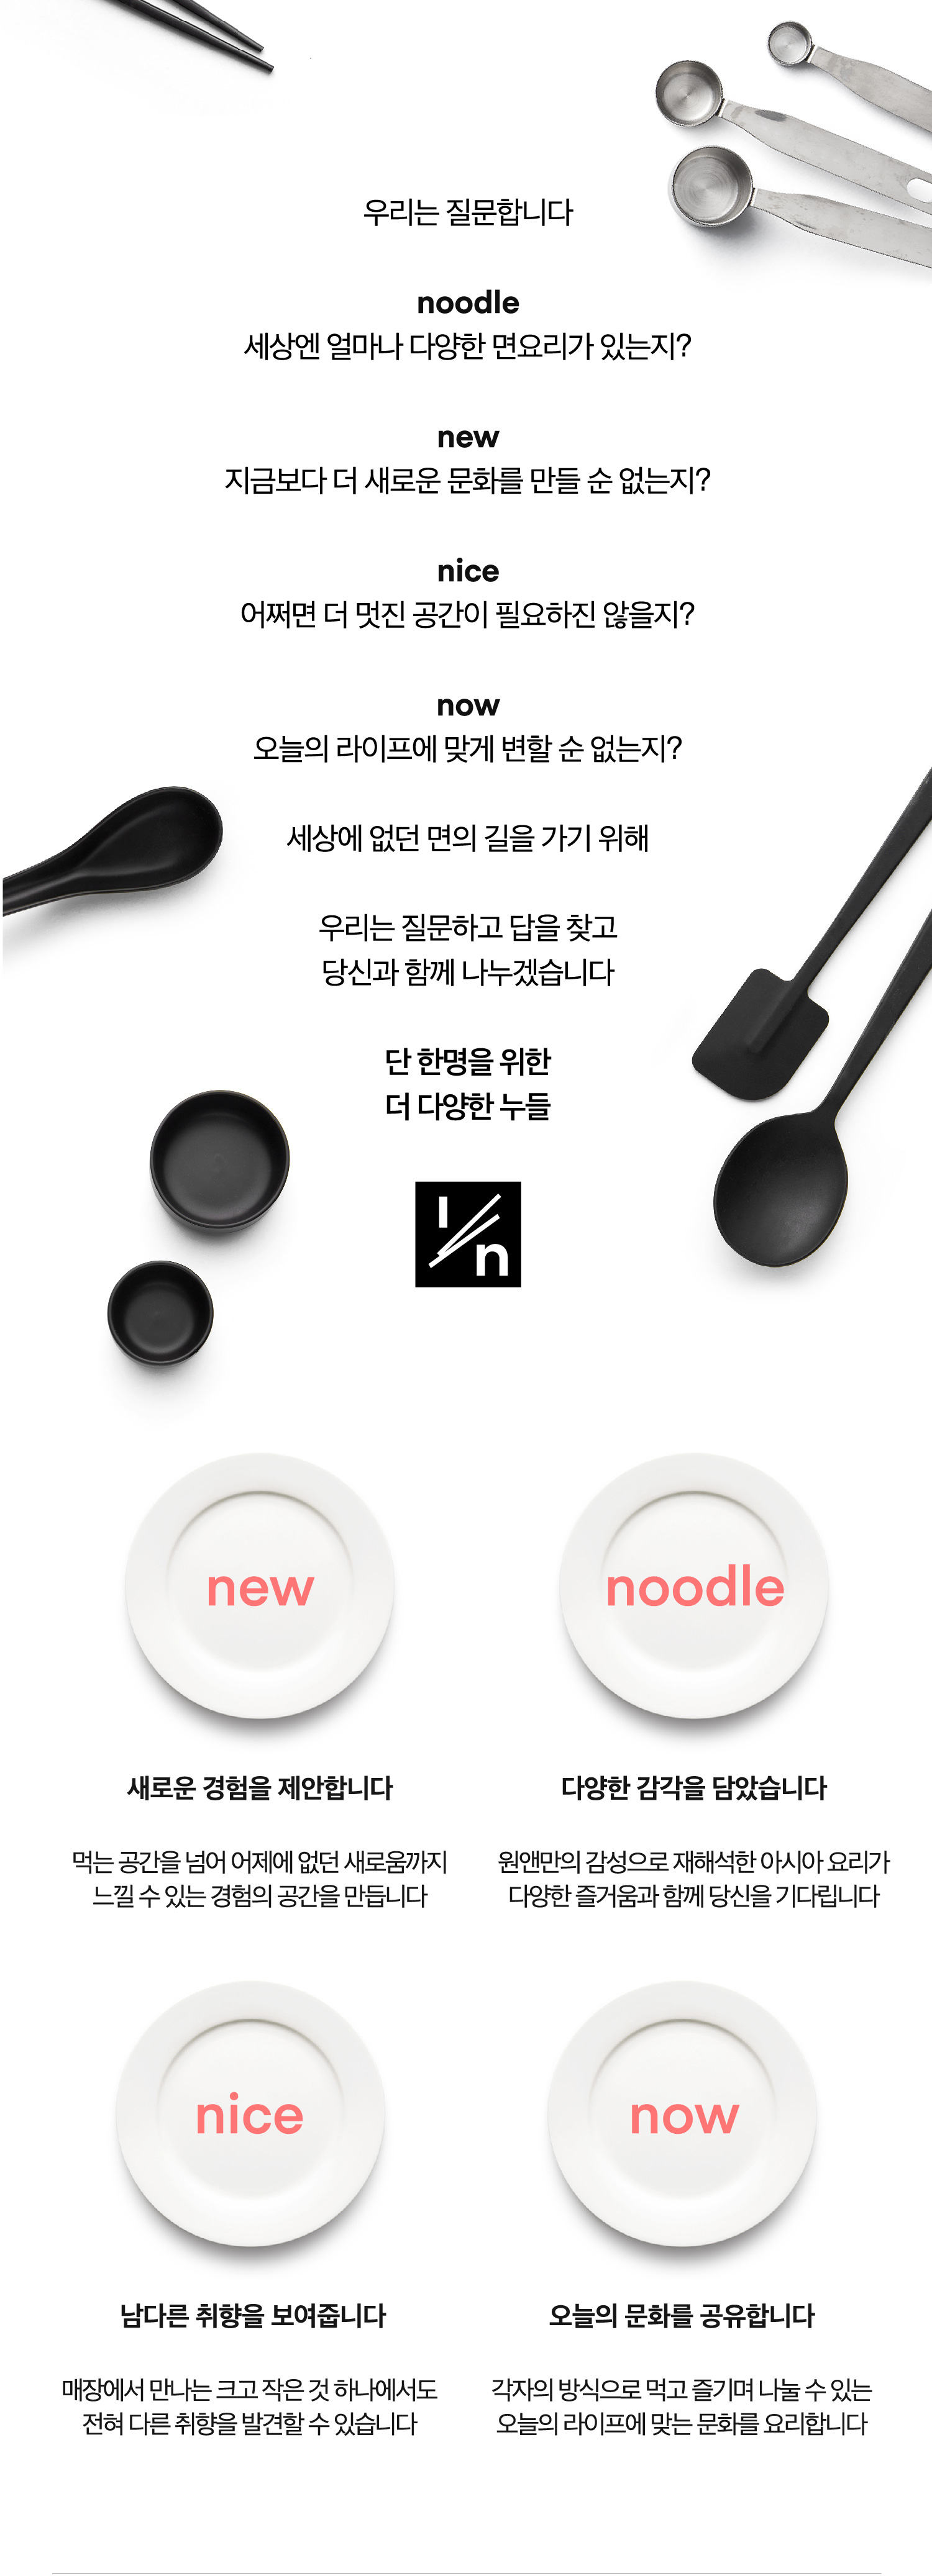 우리는 질문합니다
noodle
세상엔 얼마나 다양한 면요리가 있는지?
new
지금보다 더 새로운 문화를 만들 순 없는지?
nice
어쩌면 더 멋진 공간이 필요하진 않을지?
now
오늘의 라이프에 맞게 변할 순 없는지?
세상에 없던 면의 길을 가기 위해
우리는 질문하고 답을 찾고
당신과 함께 나누겠습니다
단 한명을 위한
더 다양한 누들
1/n
new
새로운 경험을 제안합니다
먹는 공간을 넘어 어제에 없던 새로움까지
느낄 수 있는 경험의 공간을 만듭니다
noodle
다양한 감각을 담았습니다
원앤만의 감성으로 재해석한 아시아 요리가
다양한 즐거움과 함께 당신을 기다립니다
nice
남다른 취향을 보여줍니다
매장에서 만나는 크고 작은 것 하나에서도
전혀 다른 취향을 발견할 수 있습니다
now
오늘의 문화를 공유합니다
각자의 방식으로 먹고 즐기며 나눌 수 있는
오늘의 라이프에 맞는 문화를 요리합니다